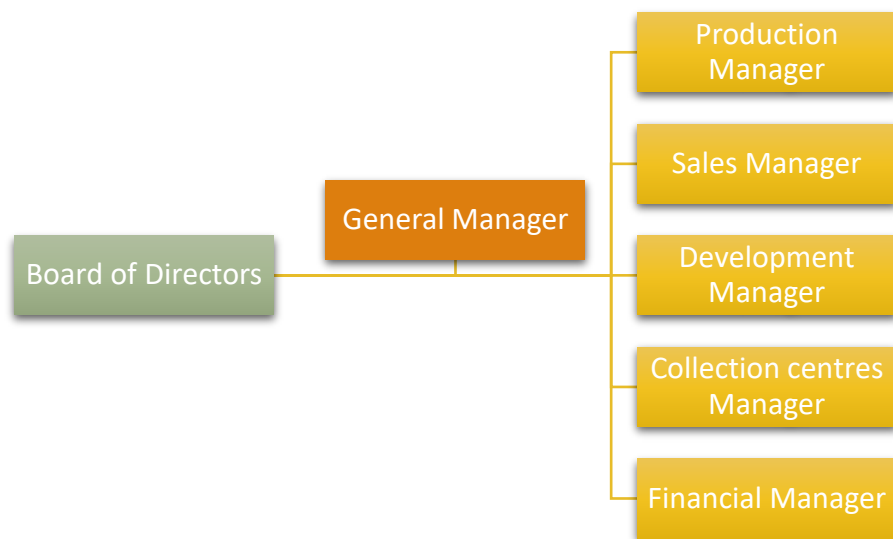 Board of Directors
General Manager
Production
Manager
Sales Manager
Development
Manager
Collection centres
Manager
Financial Manager